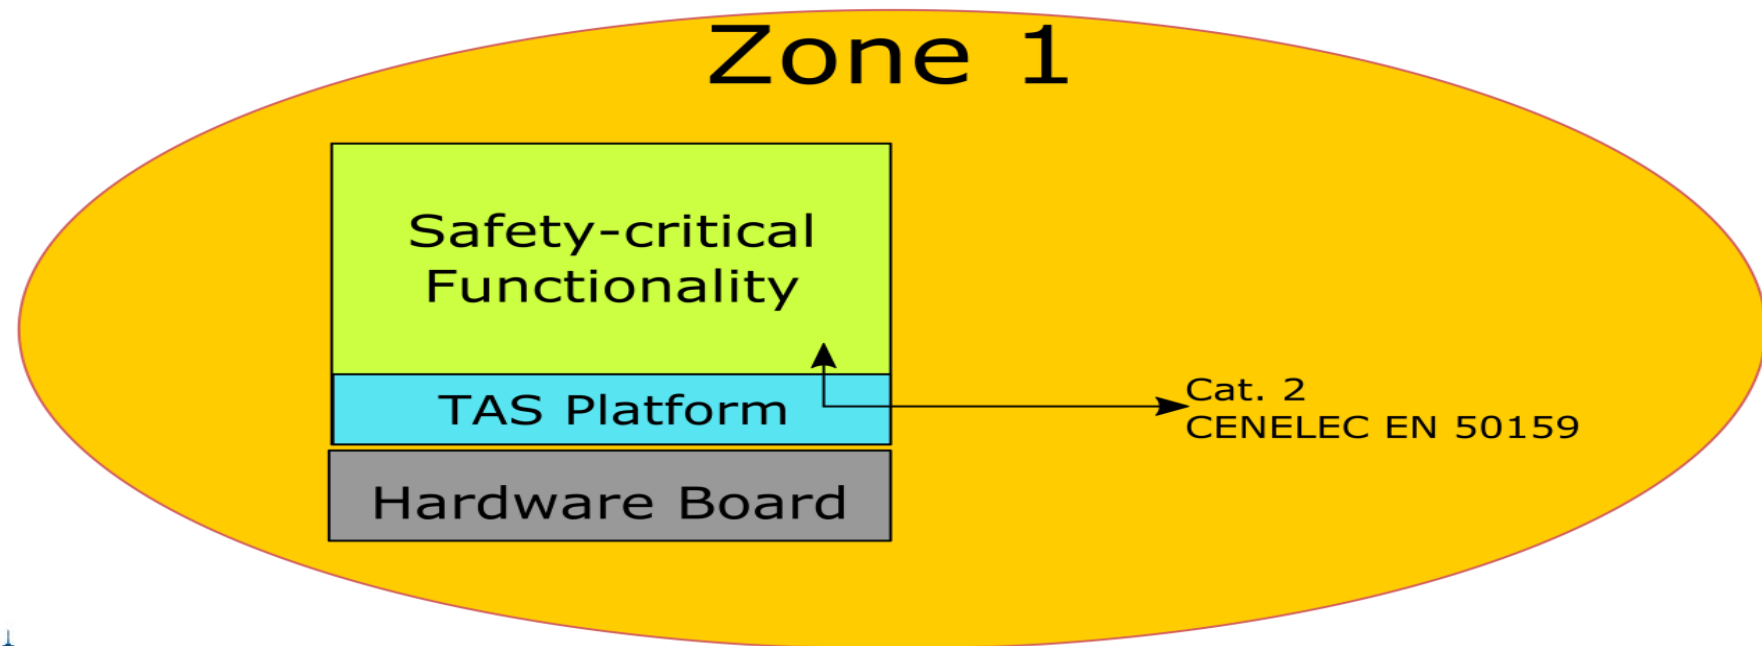 Zone 1
Safety-critical
Functionality
TAS Platform
Cat. 2
CENELEC EN 50159
Hardware Board